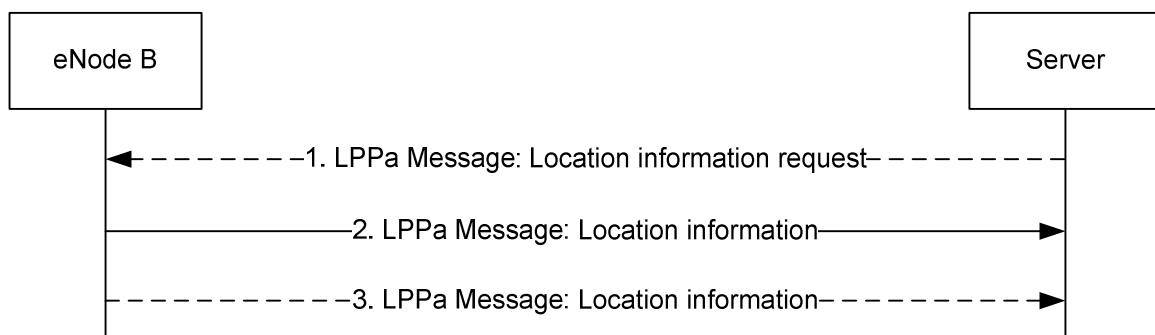 eNode B
Server
1. LPPa Message: Location information request
2. LPPa Message: Location information
3. LPPa Message: Location information